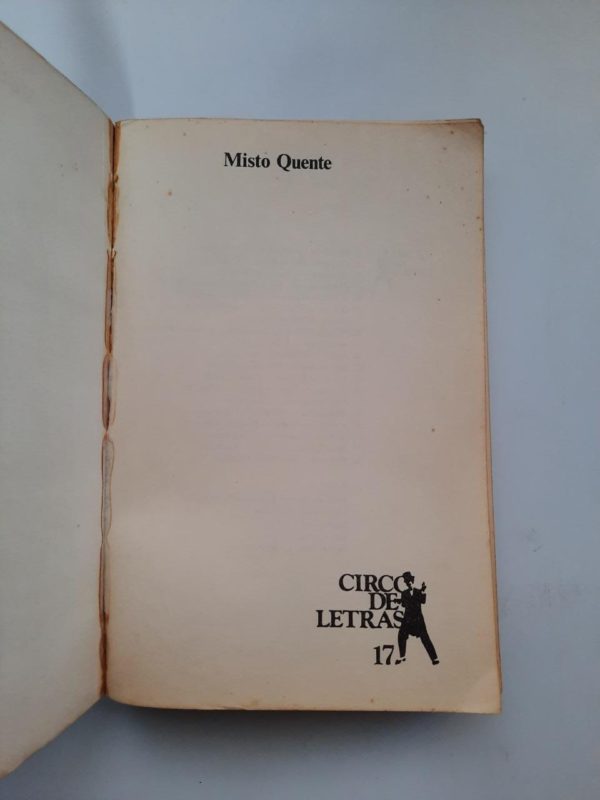 Misto Quente
CIRCO
DE
LETRAS
17